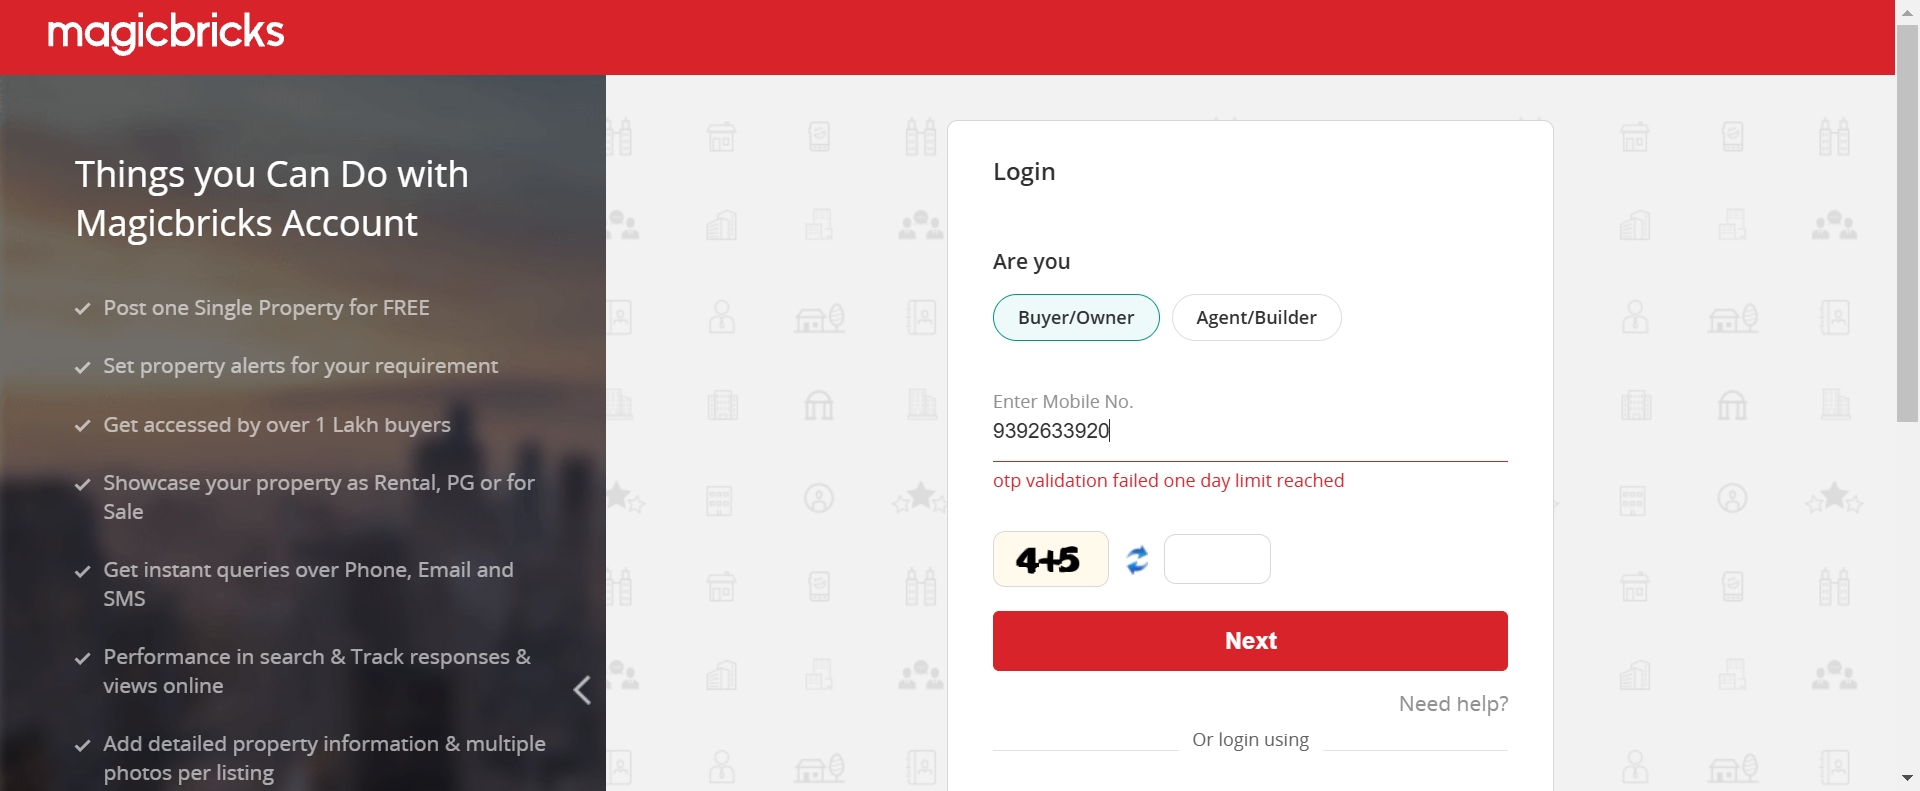 magicbricks
Things you Can Do with
Magicbricks Account
Post one Single Property for FREE
Set property alerts for your requirement
Get accessed by over 1 Lakh buyers
Showcase your property as Rental, PG or for
Sale
Get instant queries over Phone, Email and
SMS
Performance in search & Track responses &
views online
Add detailed property information & multiple
photos per listing
Login
Are you
Buyer/Owner
Agent/Builder
Enter Mobile No.
9392633920
otp validation failed one day limit reached
4+5
Next
Need help?
Or login using